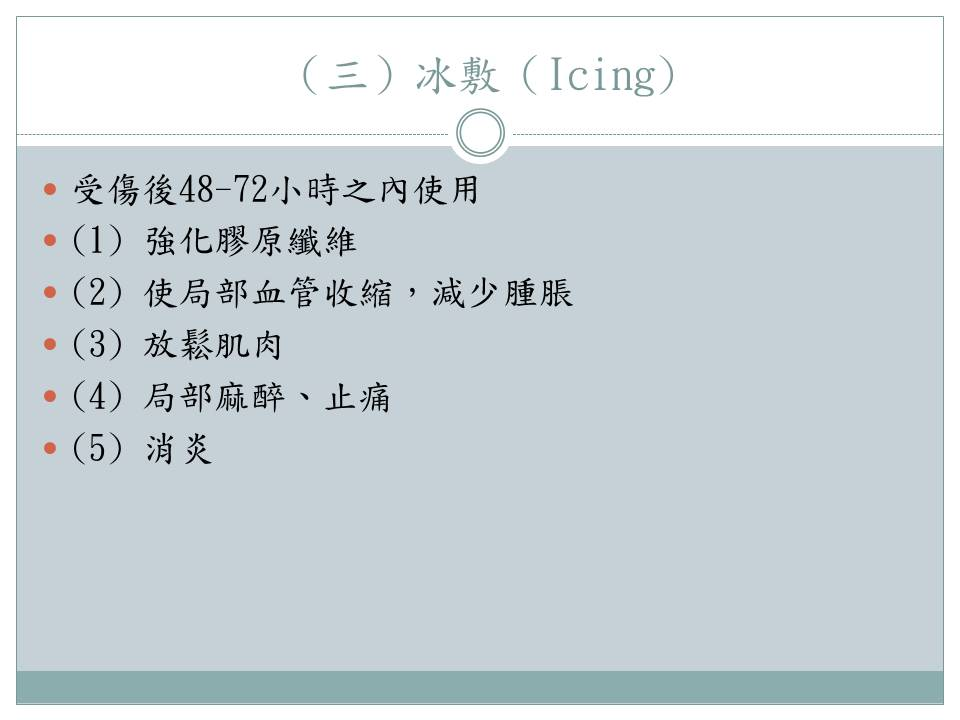 （三）冰敷（Icing）
受傷後48-72小時之內使用
(1) 強化膠原纖維
(2) 使局部血管收縮，減少腫脹
(3) 放鬆肌肉
(4) 局部麻醉、止痛
(5) 消炎